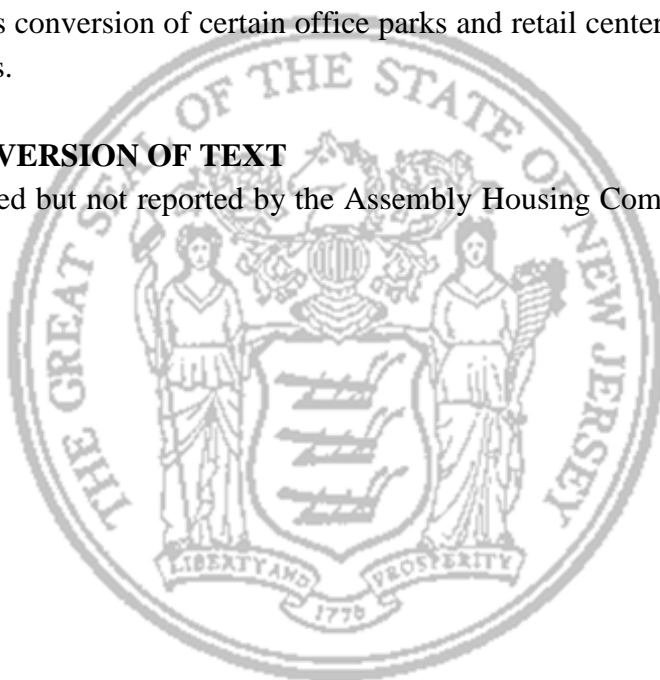 s conversion of certain office parks and retail center
s.
VERSION OF TEXT
ed but not reported by the Assembly Housing Com
THE GREAT SEAL OF THE STATE OF NEW JERSEY
LIBERTY AND PROSPERITY
1776